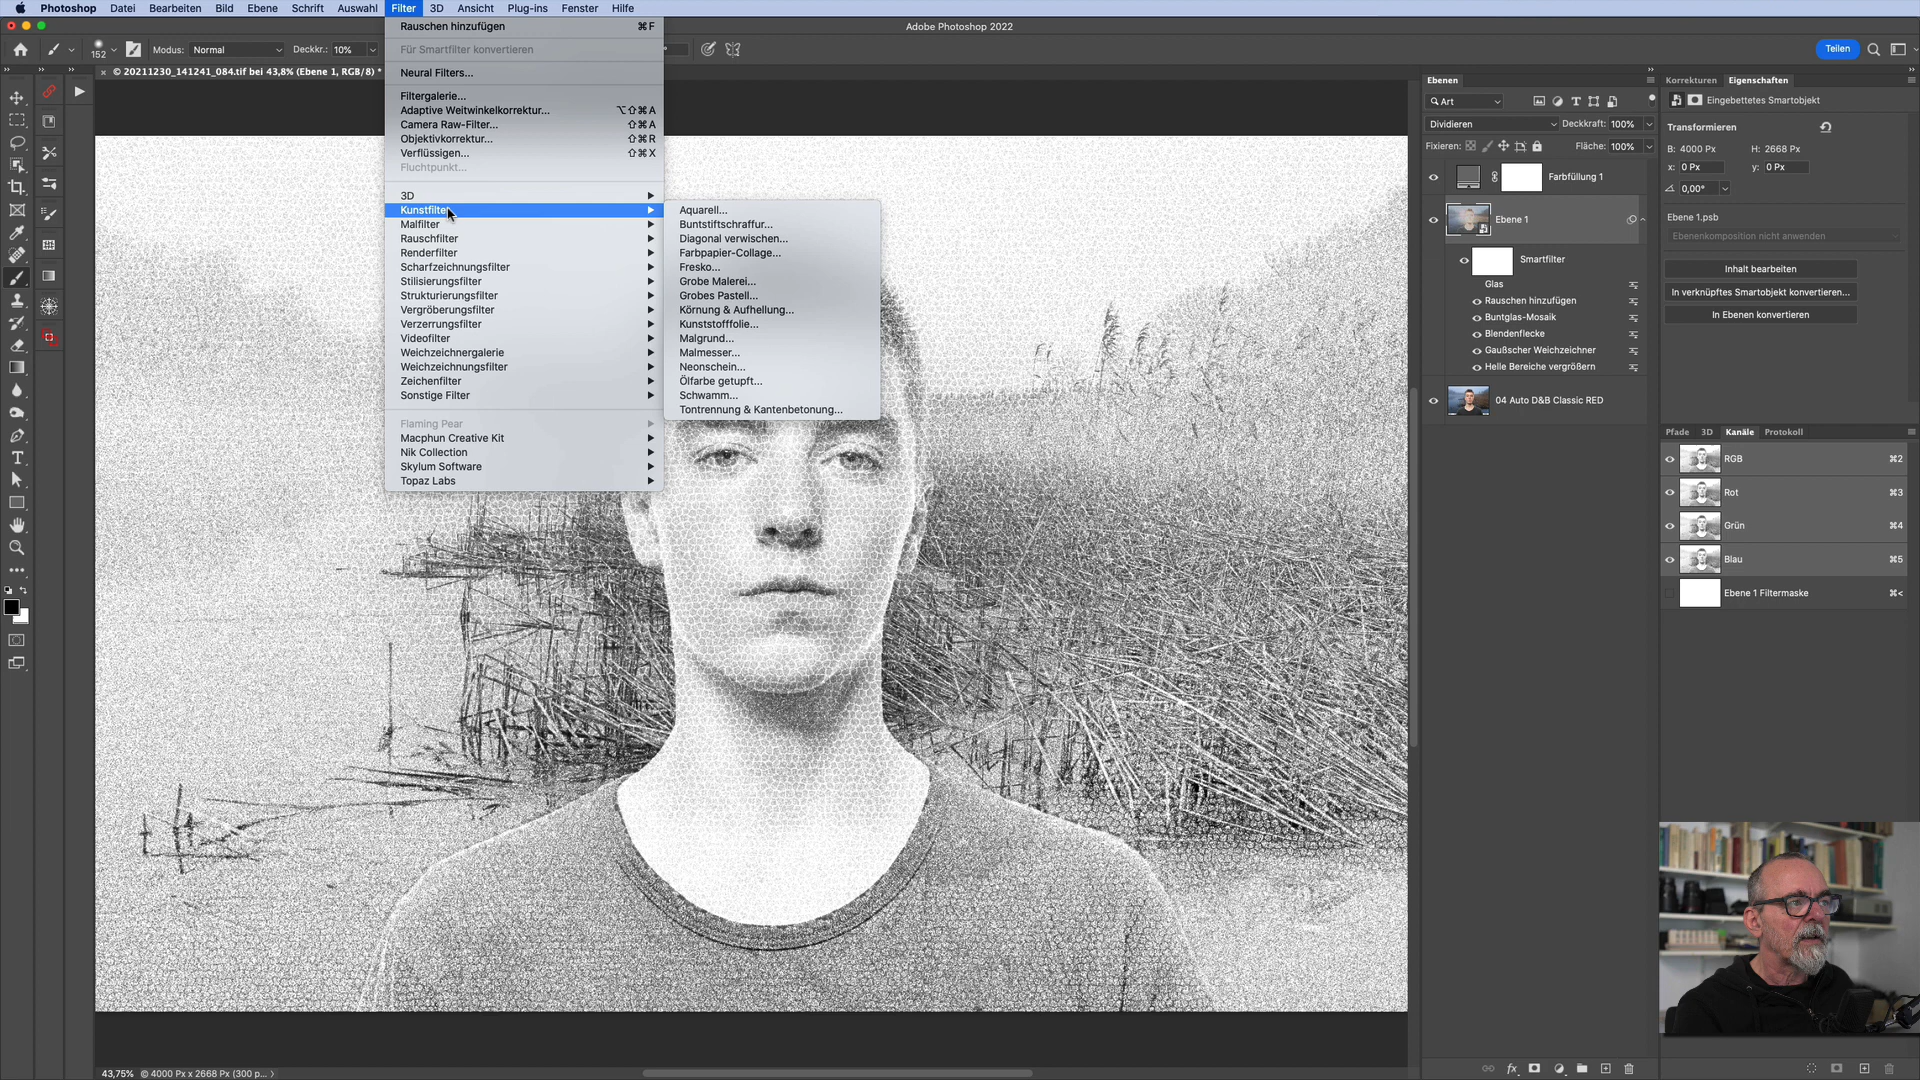 Photoshop Datei Bearbeiten Bild Ebene Schrift Auswahl Filter 3D Ansicht Plug-ins Fenster Hilfe
Adobe Photoshop 2022
152 Modus: Normal Deckkr.: 10% Teilen
© 20211230_141241_084.tif bei 43,8% (Ebene 1, RGB/8) *
Rauschen hinzufügen ⌘F
Für Smartfilter konvertieren
Neural Filters...
Filtergalerie...
Adaptive Weitwinkelkorrektur... ⌥⇧⌘A
Camera Raw-Filter... ⇧⌘A
Objektivkorrektur... ⇧⌘R
Verflüssigen... ⇧⌘X
Fluchtpunkt...
3D
Kunstfilter
Malfilter
Rauschfilter
Renderfilter
Scharfzeichnungsfilter
Stilisierungsfilter
Strukturierungsfilter
Vergröberungsfilter
Verzerrungsfilter
Videofilter
Weichzeichnergalerie
Weichzeichnungsfilter
Zeichenfilter
Sonstige Filter
Flaming Pear
Macphun Creative Kit
Nik Collection
Skylum Software
Topaz Labs
Aquarell...
Buntstiftschraffur...
Diagonal verwischen...
Farbpapier-Collage...
Fresko...
Grobe Malerei...
Grobes Pastell...
Körnung & Aufhellung...
Kunststofffolie...
Malgrund...
Malmesser...
Neonschein...
Ölfarbe getupft...
Schwamm...
Tontrennung & Kantenbetonung...
Ebenen
Art
Dividieren Deckkraft: 100%
Fixieren: Fläche: 100%
Farbfüllung 1
Ebene 1
Smartfilter
Glas
Rauschen hinzufügen
Buntglas-Mosaik
Blendenflecke
Gaußscher Weichzeichner
Helle Bereiche vergrößern
04 Auto D&B Classic RED
Korrekturen Eigenschaften
Eingebettetes Smartobjekt
Transformieren
B: 4000 Px H: 2668 Px
x: 0 Px y: 0 Px
0,00°
Ebene 1.psb
Ebenenkomposition nicht anwenden
Inhalt bearbeiten
In verknüpftes Smartobjekt konvertieren...
In Ebenen konvertieren
Pfade 3D Kanäle Protokoll
RGB ⌘2
Rot ⌘3
Grün ⌘4
Blau ⌘5
Ebene 1 Filtermaske ⌘<
43,75% © 4000 Px x 2668 Px (300 p...
fx